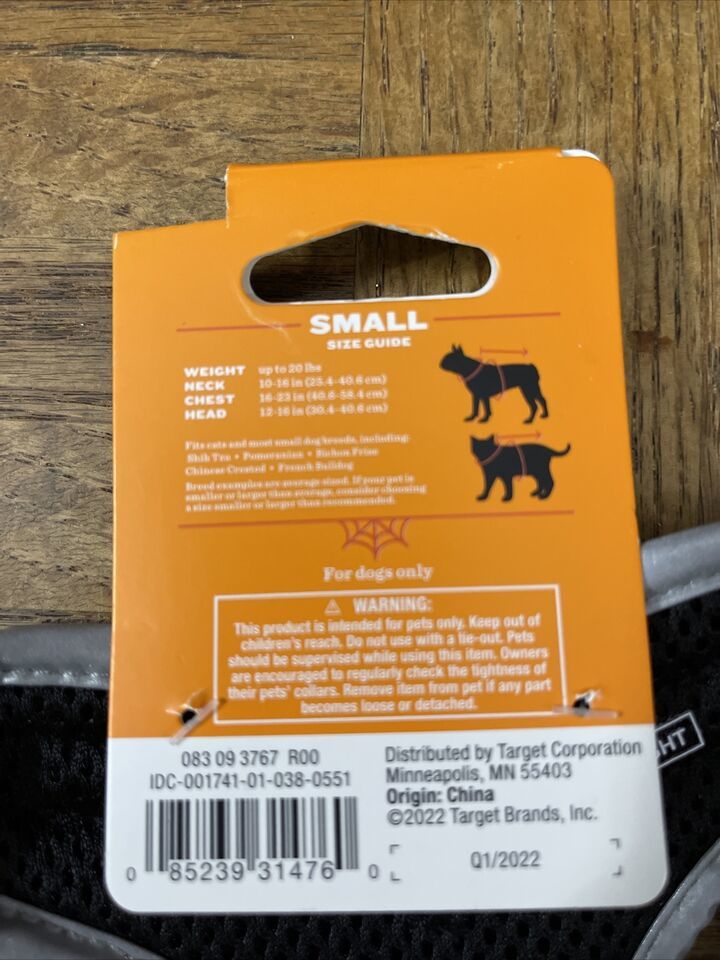 SMALL
SIZE GUIDE
WEIGHT up to 20 lbs
NECK 10-16 in (25.4-40.6 cm)
CHEST 16-23 in (40.6-58.4 cm)
HEAD 12-16 in (30.4-40.6 cm)
Fits cats and most small dog breeds, including:
Shih Tzu • Pomeranian • Bichon Frise
Chinese Crested • French Bulldog
Breed examples are average sized. If your pet is
smaller or larger than average, consider choosing
a size smaller or larger than recommended.
For dogs only
⚠ WARNING:
This product is intended for pets only. Keep out of
children's reach. Do not use with a tie-out. Pets
should be supervised while using this item. Owners
are encouraged to regularly check the tightness of
their pets' collars. Remove item from pet if any part
becomes loose or detached.
083 09 3767 R00
IDC-001741-01-038-0551
0 85239 31476 0
Distributed by Target Corporation
Minneapolis, MN 55403
Origin: China
©2022 Target Brands, Inc.
Q1/2022
HT